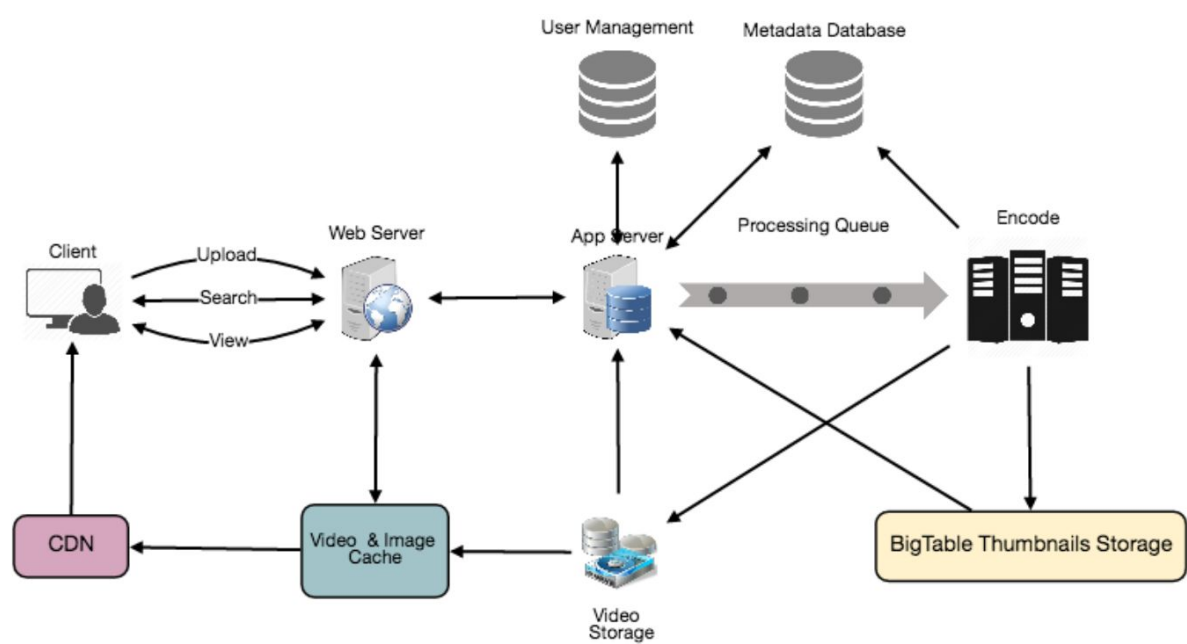 User Management
Metadata Database
Client
Upload
Search
View
Web Server
App Server
Processing Queue
Encode
CDN
Video & Image
Cache
Video
Storage
BigTable Thumbnails Storage